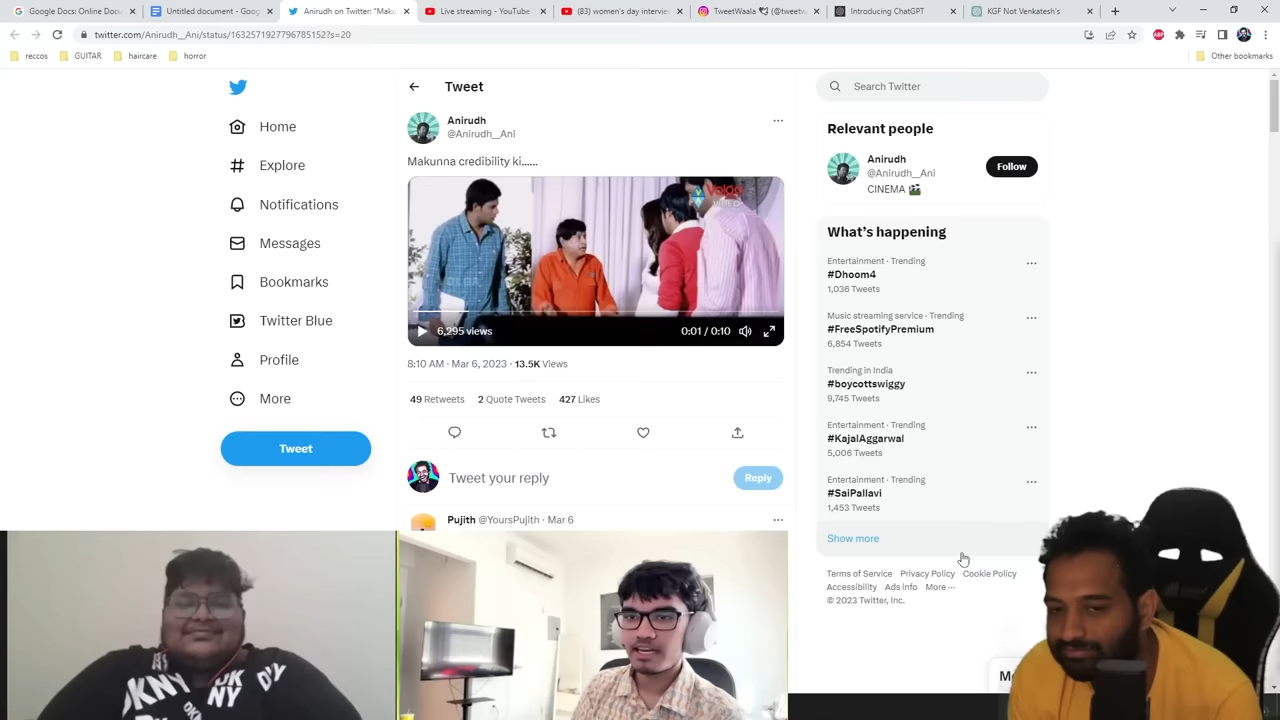 Google Docs: Online Doc
Untitled document - Goog
Anirudh on Twitter: "Maku
Live streaming - YouTube
(83) women's day interview
TweetWaala
Introducing ChatGPT
KGF Not Venkatesh's
twitter.com/Anirudh__Ani/status/1632571927796785152?s=20
reccos
GUITAR
haircare
horror
Other bookmarks
Tweet
Search Twitter
Home
Explore
Notifications
Messages
Bookmarks
Twitter Blue
Profile
More
Tweet
Anirudh
@Anirudh__Ani
Makunna credibility ki......
Volga
VIDEO
6,295 views
0:01 / 0:10
8:10 AM · Mar 6, 2023 · 13.5K Views
49 Retweets 2 Quote Tweets 427 Likes
Tweet your reply
Reply
Pujith @YoursPujith · Mar 6
Relevant people
Anirudh
@Anirudh__Ani
CINEMA 🎬
Follow
What's happening
Entertainment · Trending
#Dhoom4
1,036 Tweets
Music streaming service · Trending
#FreeSpotifyPremium
6,854 Tweets
Trending in India
#boycottswiggy
9,745 Tweets
Entertainment · Trending
#KajalAggarwal
5,006 Tweets
Entertainment · Trending
#SaiPallavi
1,453 Tweets
Show more
Terms of Service Privacy Policy Cookie Policy
Accessibility Ads info More ···
© 2023 Twitter, Inc.
DKNY